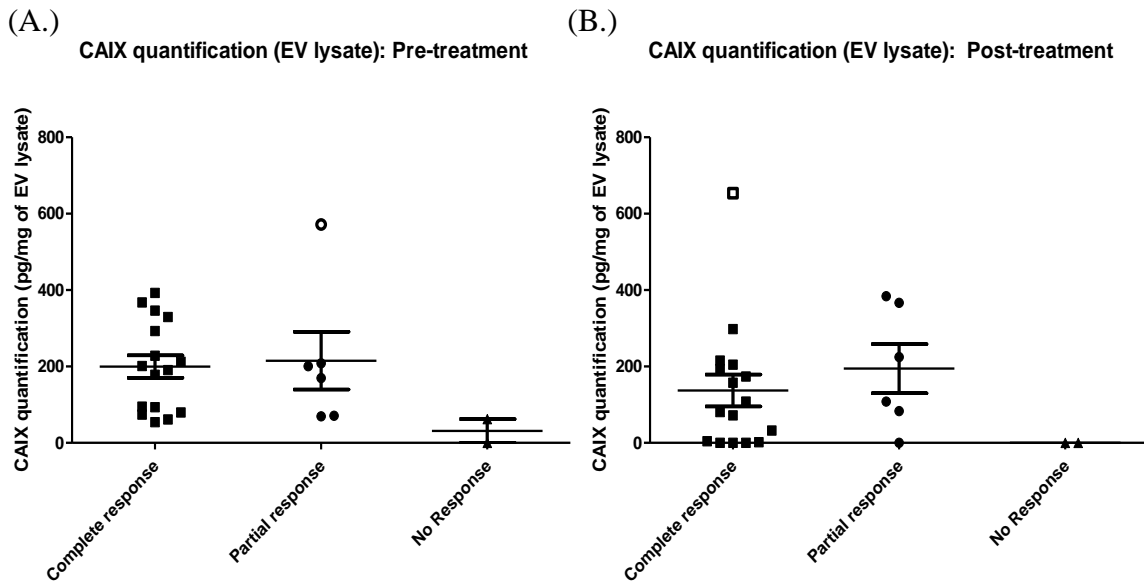 (A.)
CAIX quantification (EV lysate): Pre-treatment
CAIX quantification (pg/mg of EV lysate)
800
600
400
200
0
Complete response
Partial response
No Response
(B.)
CAIX quantification (EV lysate):  Post-treatment
CAIX quantification (pg/mg of EV lysate)
800
600
400
200
0
Complete response
Partial response
No Response